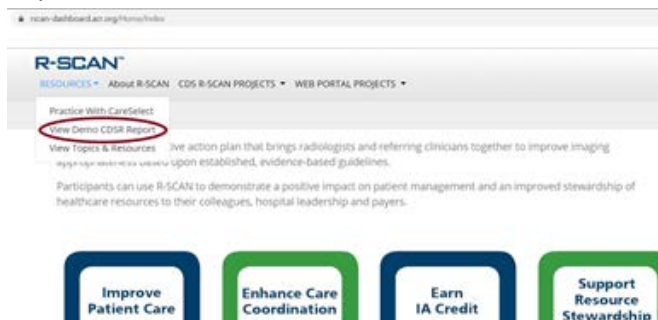 rscan-dashboard.acr.org/Home/Index
R-SCAN™
RESOURCES About R-SCAN CDS R-SCAN PROJECTS WEB PORTAL PROJECTS
Practice With CareSelect
View Demo CDSR Report
View Topics & Resources
ive action plan that brings radiologists and referring clinicians together to improve imaging
appropriateness based upon established, evidence-based guidelines.
Participants can use R-SCAN to demonstrate a positive impact on patient management and an improved stewardship of
healthcare resources to their colleagues, hospital leadership and payers.
Improve
Patient Care
Enhance Care
Coordination
Earn
IA Credit
Support
Resource
Stewardship